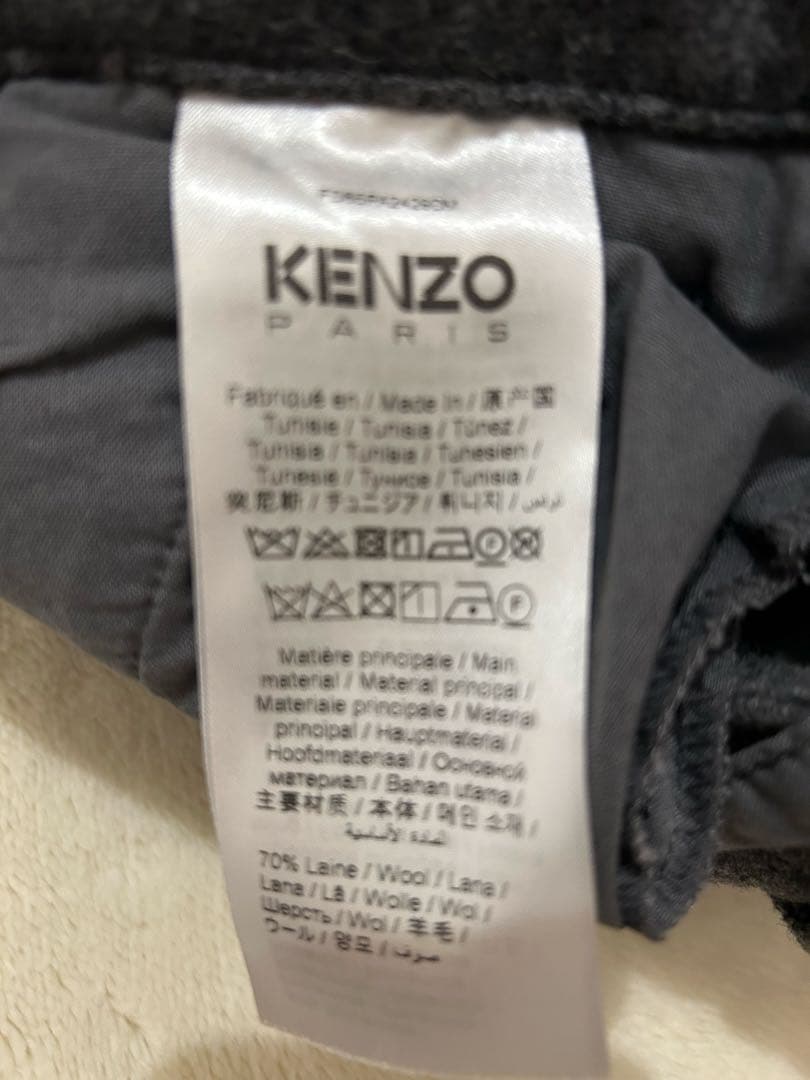 KENZO
PARIS
Fabriqué en / Made In / 原产国
Tunisie / Tunisia / Túnez /
Tunisia / Tunísia / Tunesien /
Tunesië / Тунисе / Tunisia /
突尼斯 / チュニジア / 튀니지 / تونس
Matière principale / Main
material / Material principal /
Materiale principale / Material
principal / Hauptmaterial /
Hoofdmateriaal / Основной
материал / Bahan utama /
主要材质 / 本体 / 메인 소재 /
المادة الأساسية
70% Laine / Wool / Lana /
Lana / Lã / Wolle / Wol /
Шерсть / Wol / 羊毛 /
ウール / 양모 / صوف